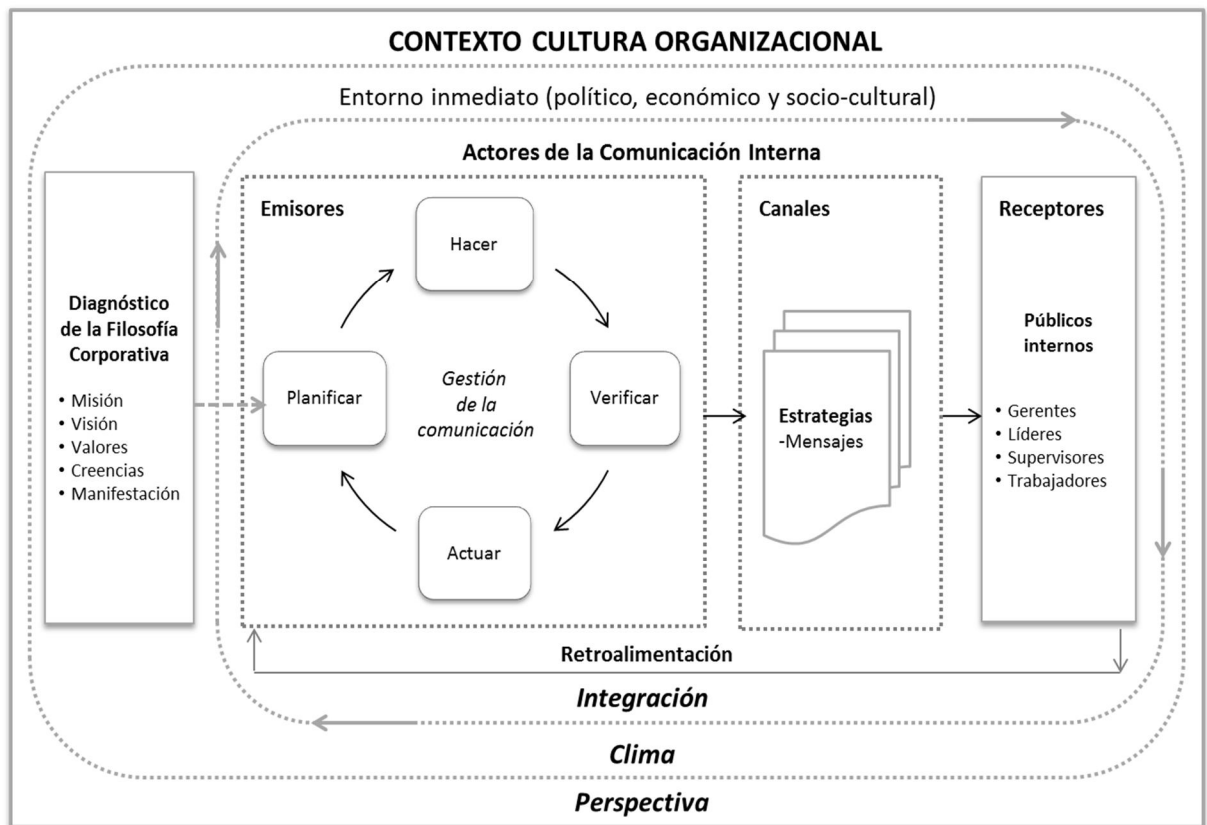 CONTEXTO CULTURA ORGANIZACIONAL
Entorno inmediato (político, económico y socio-cultural)
Actores de la Comunicación Interna
Diagnóstico
de la Filosofía
Corporativa
• Misión
• Visión
• Valores
• Creencias
• Manifestación
Emisores
Hacer
Planificar
Gestión
de la
comunicación
Verificar
Actuar
Canales
Estrategias
-Mensajes
Receptores
Públicos
internos
• Gerentes
• Líderes
• Supervisores
• Trabajadores
Retroalimentación
Integración
Clima
Perspectiva